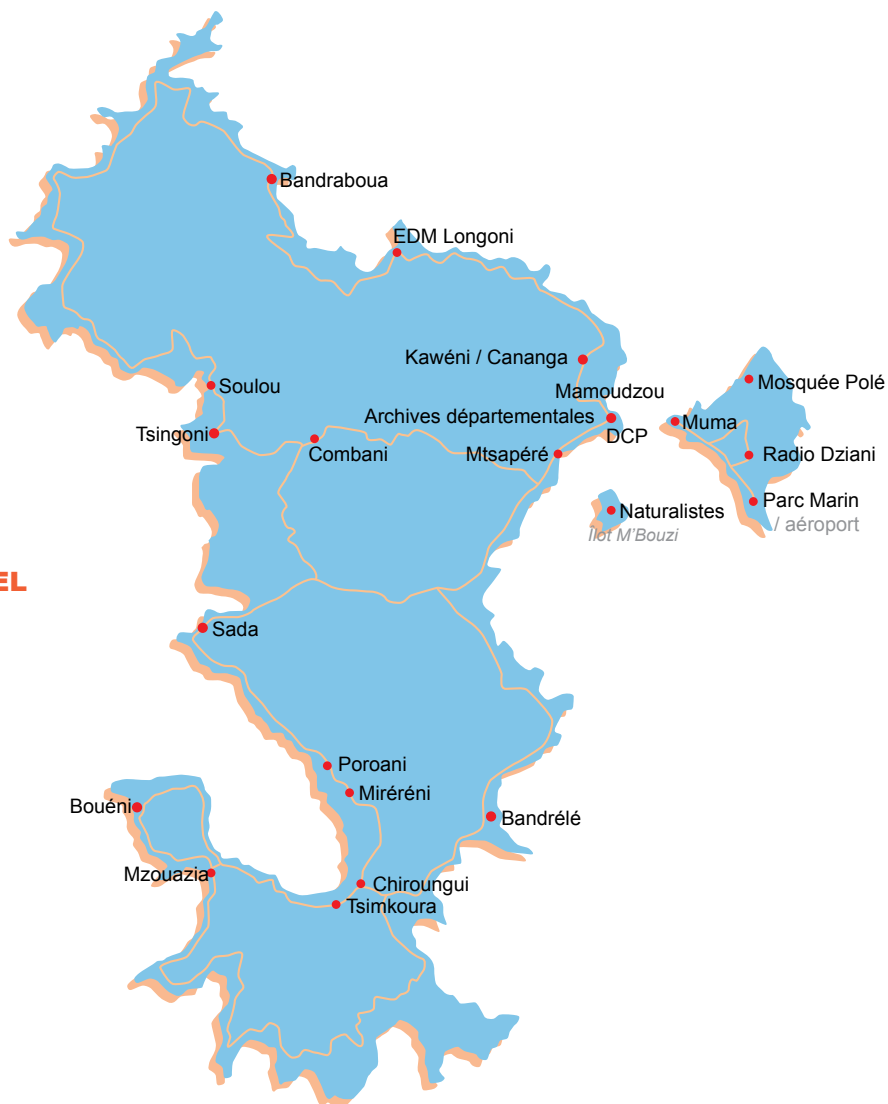 Bandraboua
EDM Longoni
Kawéni / Cananga
Mosquée Polé
Soulou
Mamoudzou
Archives départementales
Muma
Tsingoni
DCP
Combani
Mtsapéré
Radio Dziani
Parc Marin
/ aéroport
Naturalistes
Îlot M'Bouzi
EL
Sada
Poroani
Miréréni
Bouéni
Bandrélé
Mzouazia
Chiroungui
Tsimkoura